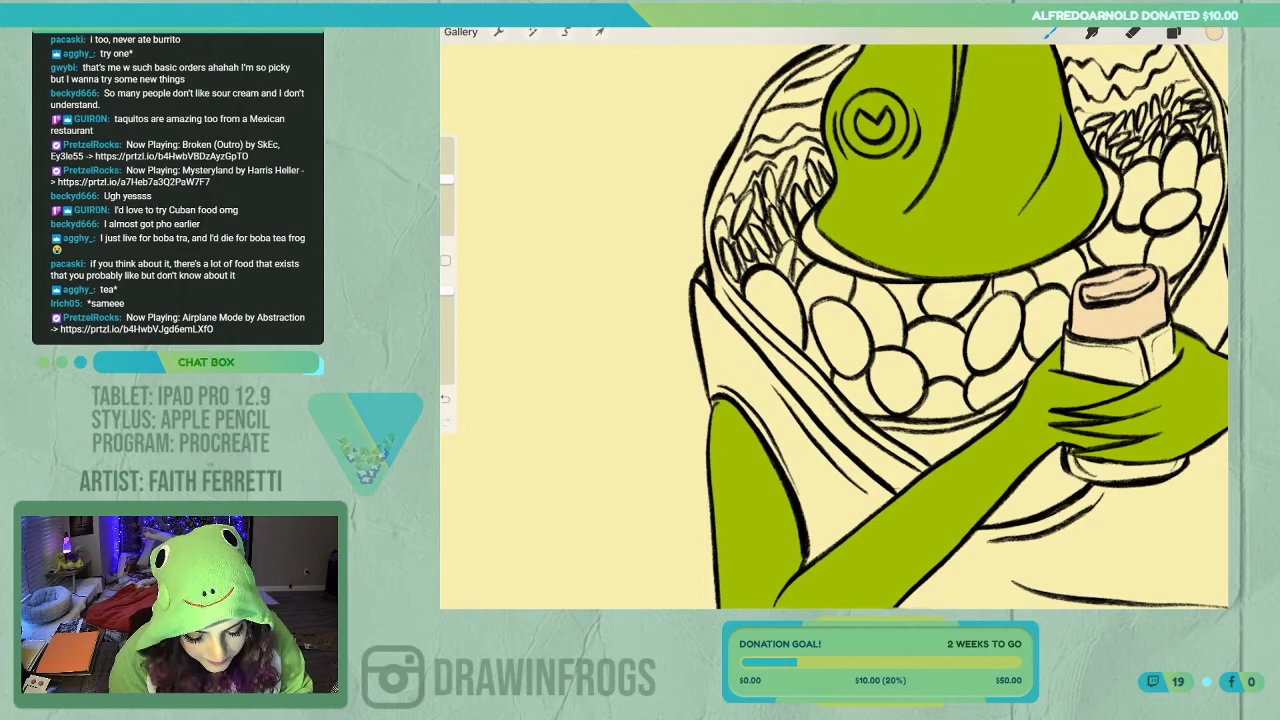 ALFREDOARNOLD DONATED $10.00
pacaski: i too, never ate burrito
agghy_: try one*
gwybi: that's me w such basic orders ahahah I'm so picky
but I wanna try some new things
beckyd666: So many people don't like sour cream and I don't
understand.
GUIR0N: taquitos are amazing too from a Mexican
restaurant
PretzelRocks: Now Playing: Broken (Outro) by SkEc,
Ey3le55 -> https://prtzl.io/b4HwbVBDzAyzGpTO
PretzelRocks: Now Playing: Mysteryland by Harris Heller -
> https://prtzl.io/a7Heb7a3Q2PaW7F7
beckyd666: Ugh yessss
GUIR0N: I'd love to try Cuban food omg
beckyd666: I almost got pho earlier
agghy_: I just live for boba tra, and I'd die for boba tea frog
pacaski: if you think about it, there's a lot of food that exists
that you probably like but don't know about it
agghy_: tea*
lrich05: *sameee
PretzelRocks: Now Playing: Airplane Mode by Abstraction
-> https://prtzl.io/b4HwbVJgd6emLXfO
CHAT BOX
TABLET: IPAD PRO 12.9
STYLUS: APPLE PENCIL
PROGRAM: PROCREATE
ARTIST: FAITH FERRETTI
Gallery
DRAWINFROGS
DONATION GOAL! 2 WEEKS TO GO
$0.00 $10.00 (20%) $50.00
19 0